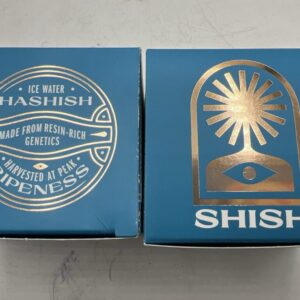 ICE WATER
HASHISH
MADE FROM RESIN-RICH
GENETICS
HARVESTED AT PEAK
RIPENESS
SHISH